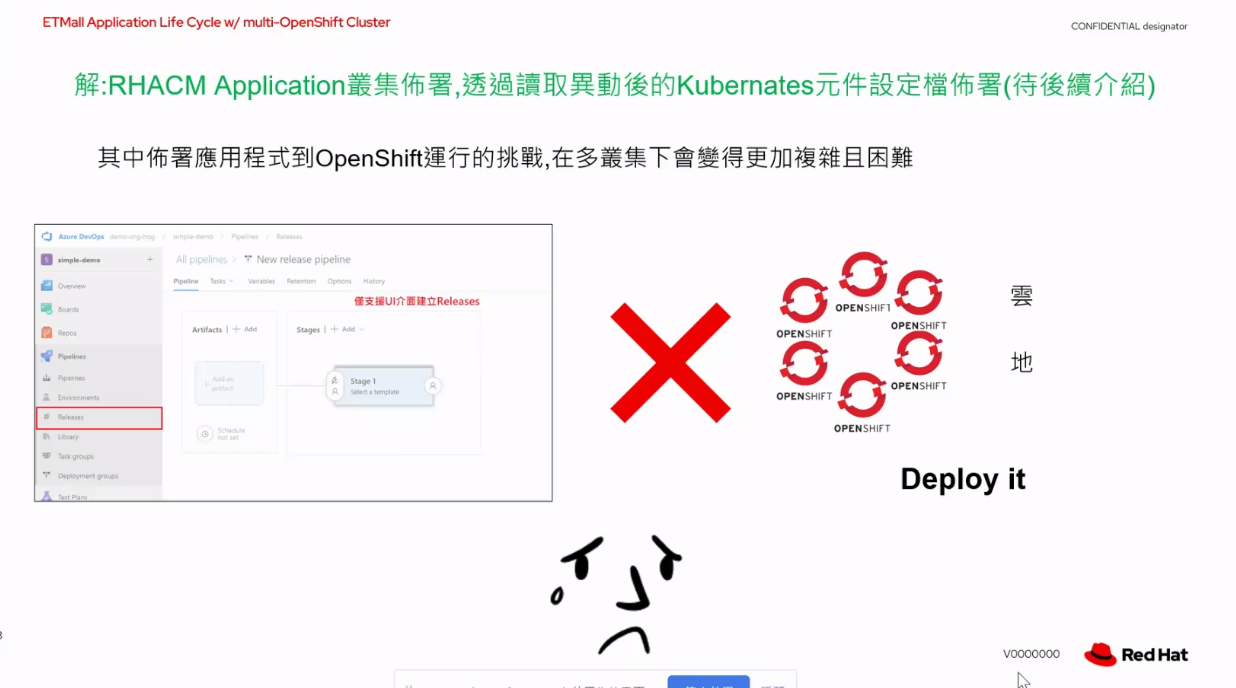 ETMall Application Life Cycle w/ multi-OpenShift Cluster
CONFIDENTIAL designator
解:RHACM Application叢集佈署,透過讀取異動後的Kubernates元件設定檔佈署(待後續介紹)
其中佈署應用程式到OpenShift運行的挑戰,在多叢集下會變得更加複雜且困難
Azure DevOps demo-org-hog / simple-demo / Pipelines / Releases
S simple-demo +
All pipelines > New release pipeline
Overview
Boards
Repos
Pipelines
Pipelines
Environments
Releases
Library
Task groups
Deployment groups
Test Plans
Pipeline Tasks Variables Retention Options History
僅支援UI介面建立Releases
Artifacts | + Add
Stages | + Add
+ Add an
artifact
Stage 1
Select a template
Schedule
not set
OPENSHIFT
OPENSHIFT
OPENSHIFT
OPENSHIFT
OPENSHIFT
OPENSHIFT
雲
地
Deploy it
V0000000
Red Hat